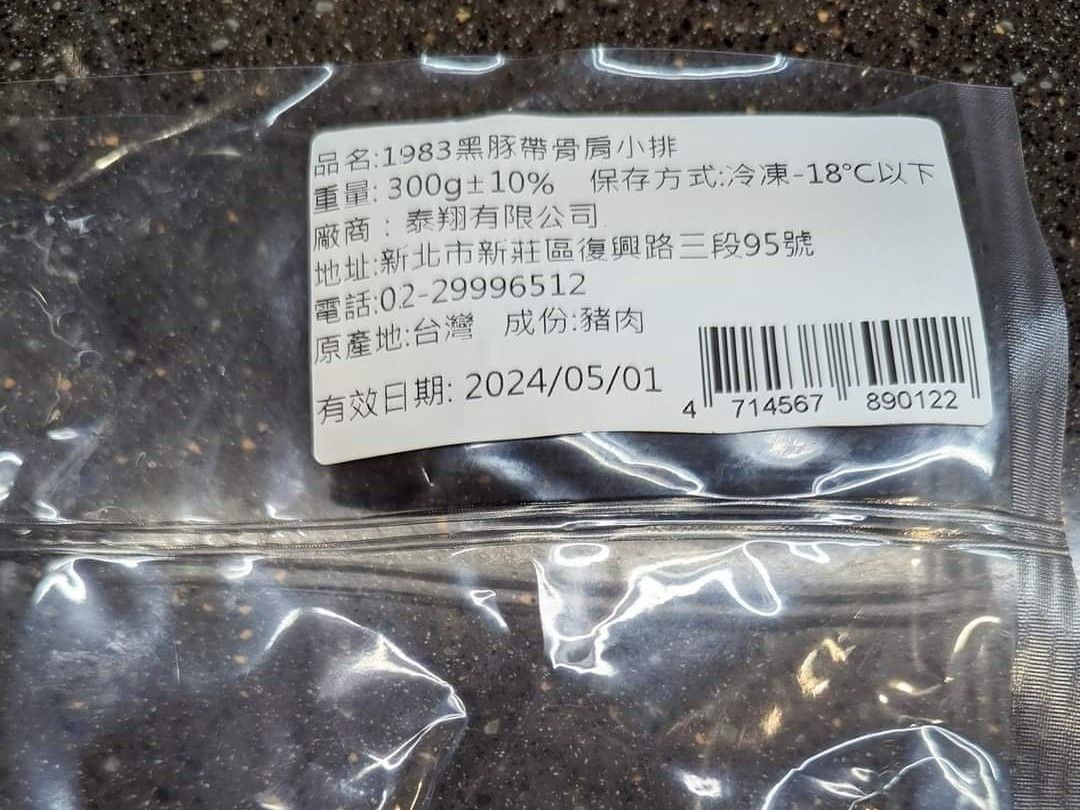 品名:1983黑豚帶骨肩小排
重量: 300g±10% 保存方式:冷凍-18℃以下
廠商：泰翔有限公司
地址:新北市新莊區復興路三段95號
電話:02-29996512
原產地:台灣 成份:豬肉
有效日期: 2024/05/01
4 714567 890122